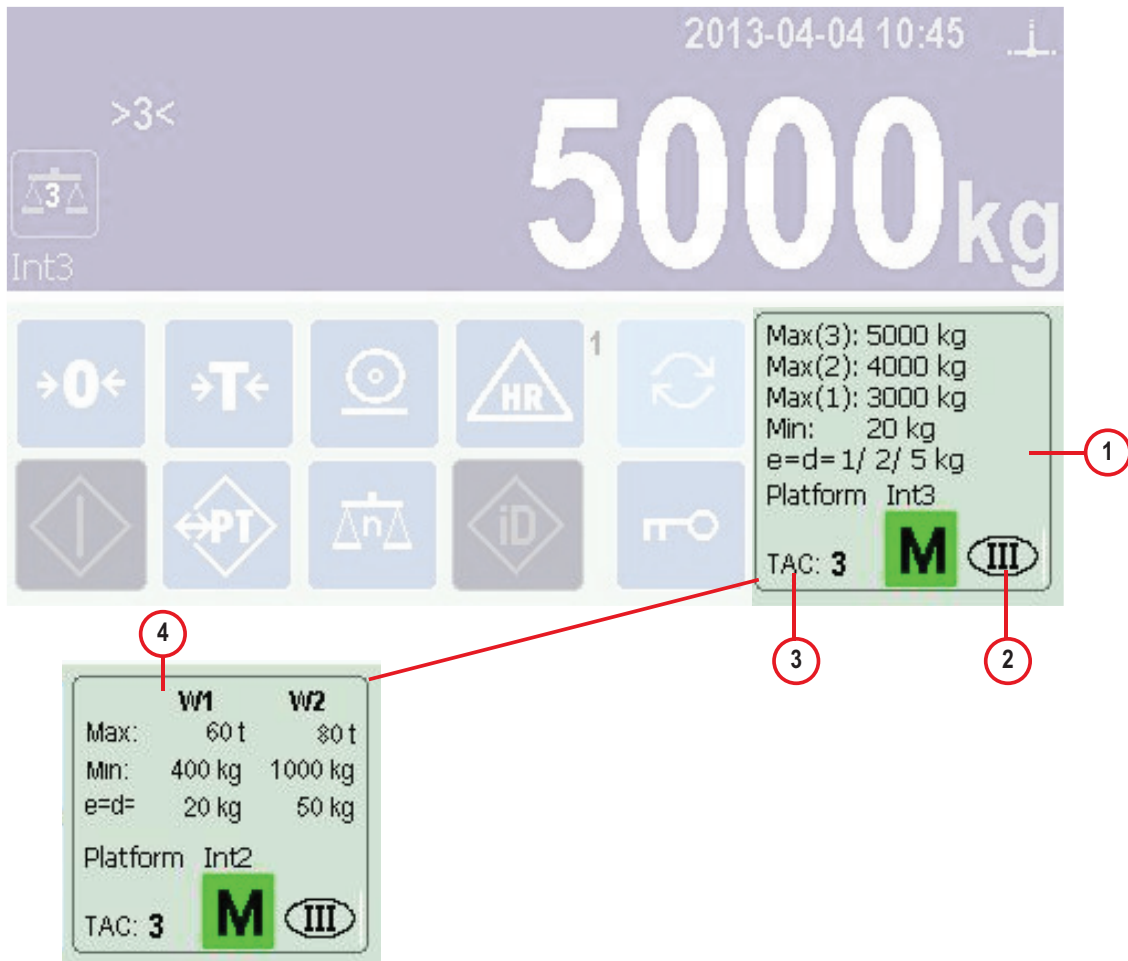 2013-04-04 10:45
>3<
5000 kg
3
Int3
→0←
→T←
HR
1
PT
n
iD
Max(3): 5000 kg
Max(2): 4000 kg
Max(1): 3000 kg
Min: 20 kg
e=d= 1/ 2/ 5 kg
Platform Int3
TAC: 3 M III
1
2
3
4
W1 W2
Max: 60 t 80 t
Min: 400 kg 1000 kg
e=d= 20 kg 50 kg
Platform Int2
TAC: 3 M III